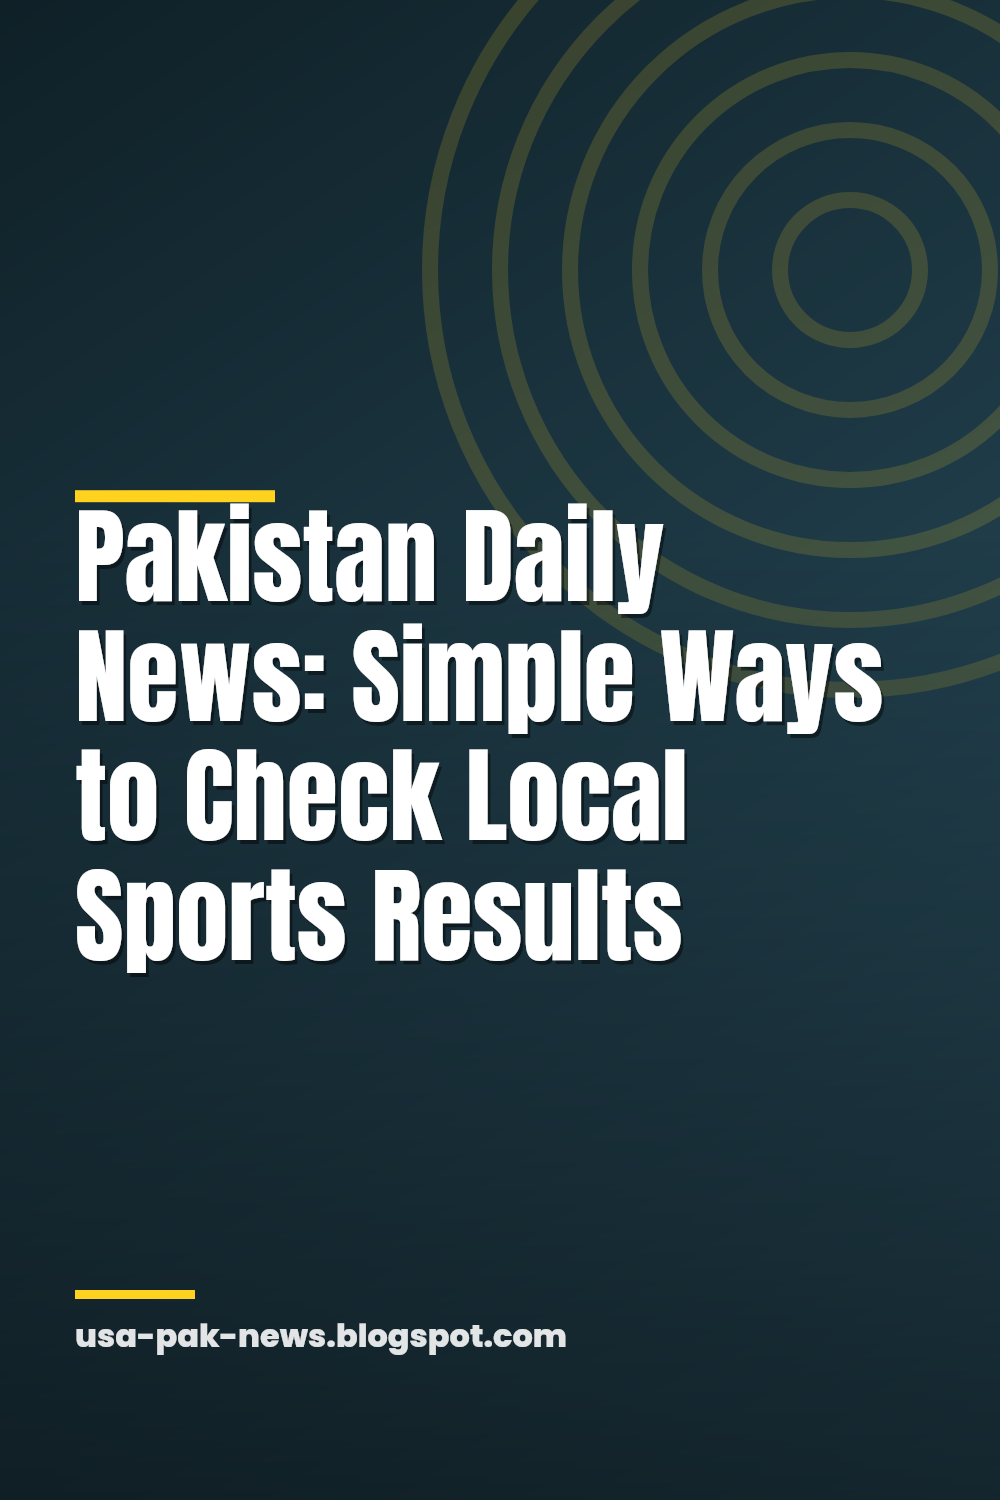 Pakistan Daily
News: Simple Ways
to Check Local
Sports Results
usa-pak-news.blogspot.com